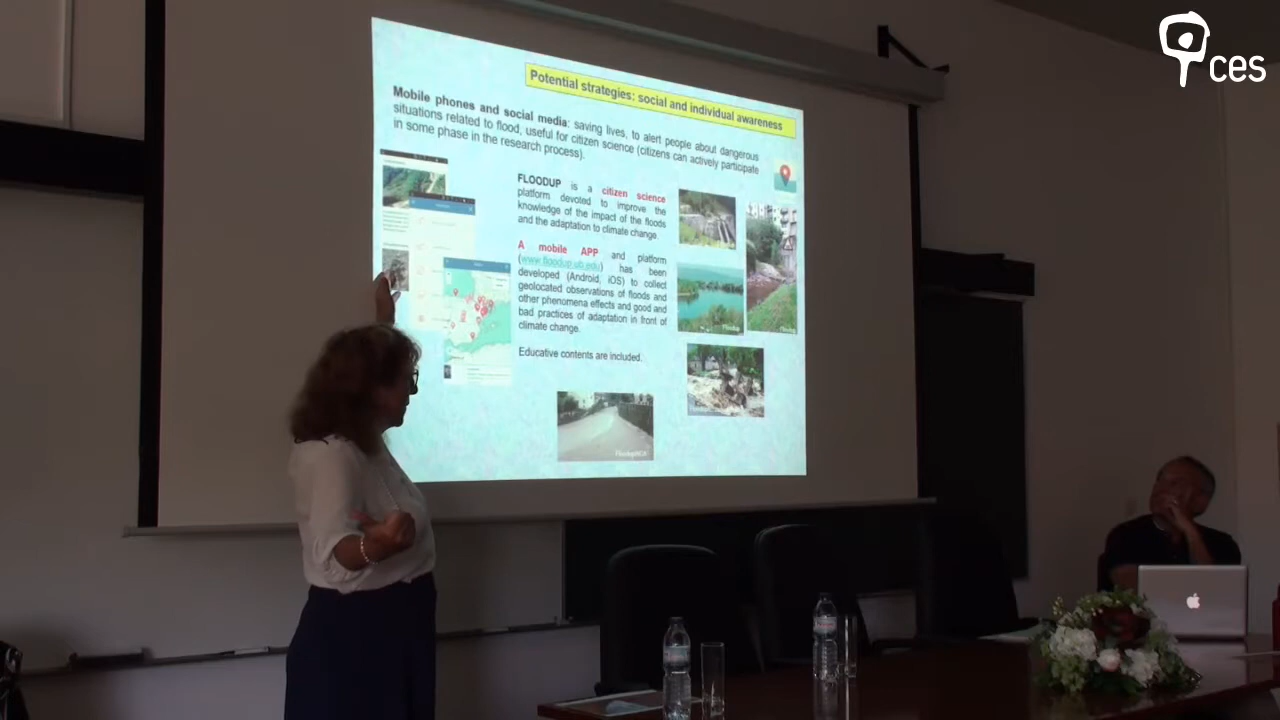 ces
Potential strategies: social and individual awareness
Mobile phones and social media: saving lives, to alert people about dangerous
situations related to flood, useful for citizen science (citizens can actively participate
in some phase in the research process).
FLOODUP is a citizen science
platform devoted to improve the
knowledge of the impact of the floods
and the adaptation to climate change.
A mobile APP and platform
(www.floodup.ub.edu) has been
developed (Android, iOS) to collect
geolocated observations of floods and
other phenomena effects and good and
bad practices of adaptation in front of
climate change.
Educative contents are included.
Floodup